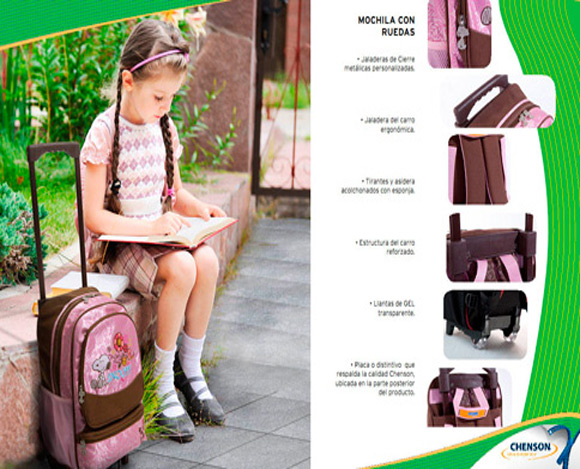 MOCHILA CON
RUEDAS
• Jaladeras de Cierre
metálicas personalizadas.
• Jaladera del carro
ergonómica.
• Tirantes y asidera
acolchonados con esponja.
• Estructura del carro
reforzado.
• Llantas de GEL
transparente.
• Placa o distintivo que
respalda la calidad Chenson,
ubicada en la parte posterior
del producto.
CHENSON